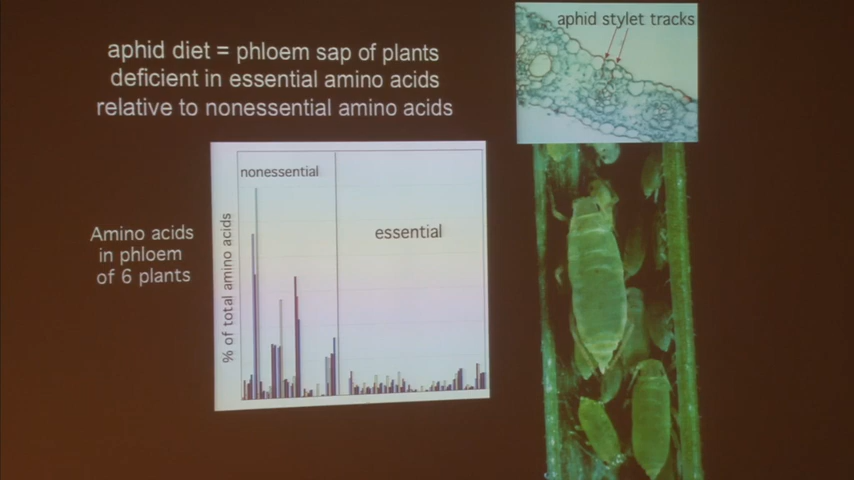 aphid diet = phloem sap of plants
deficient in essential amino acids
relative to nonessential amino acids
aphid stylet tracks
nonessential
essential
% of total amino acids
Amino acids
in phloem
of 6 plants